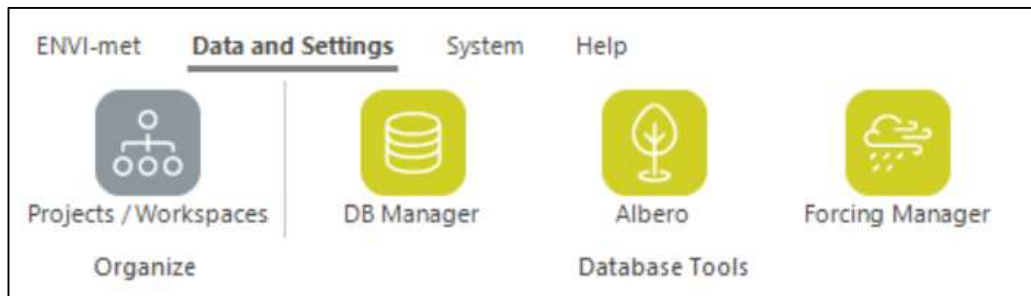 ENVI-met Data and Settings System Help
Projects / Workspaces DB Manager Albero Forcing Manager
Organize Database Tools